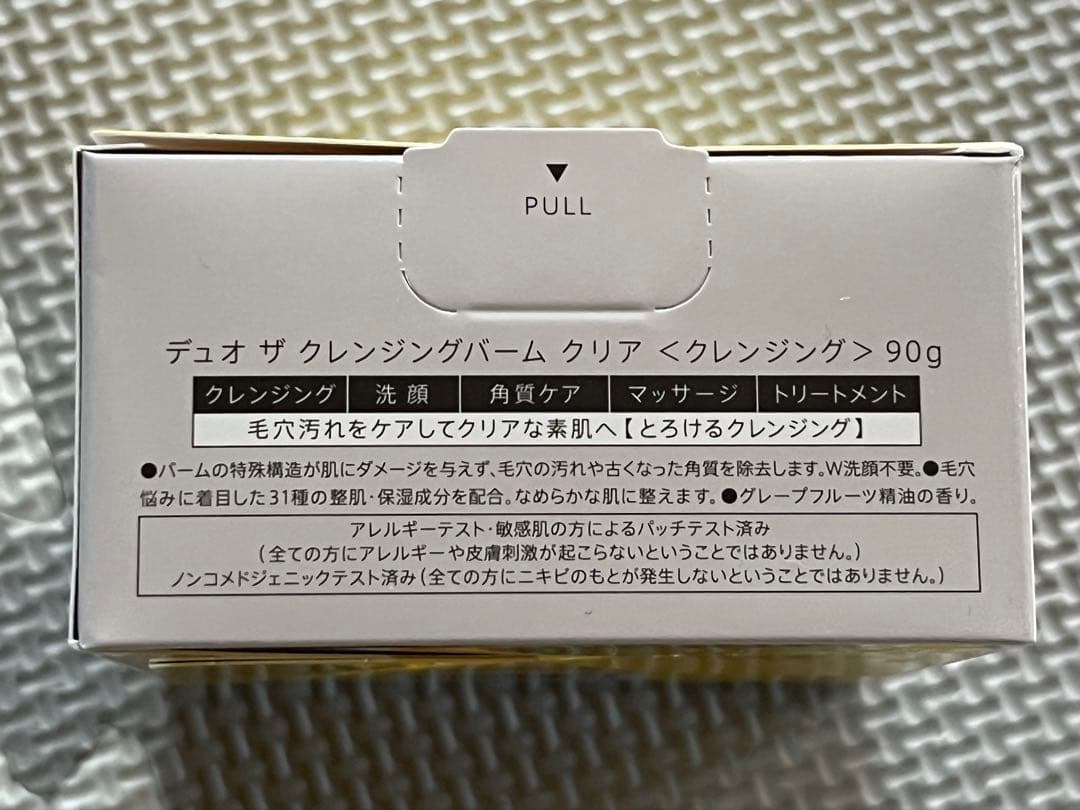 ▼
PULL
デュオ ザ クレンジングバーム クリア <クレンジング> 90g
クレンジング 洗顔 角質ケア マッサージ トリートメント
毛穴汚れをケアしてクリアな素肌へ【とろけるクレンジング】
●バームの特殊構造が肌にダメージを与えず、毛穴の汚れや古くなった角質を除去します。W洗顔不要。●毛穴
悩みに着目した31種の整肌・保湿成分を配合。なめらかな肌に整えます。●グレープフルーツ精油の香り。
アレルギーテスト・敏感肌の方によるパッチテスト済み
(全ての方にアレルギーや皮膚刺激が起こらないということではありません。)
ノンコメドジェニックテスト済み(全ての方にニキビのもとが発生しないということではありません。)